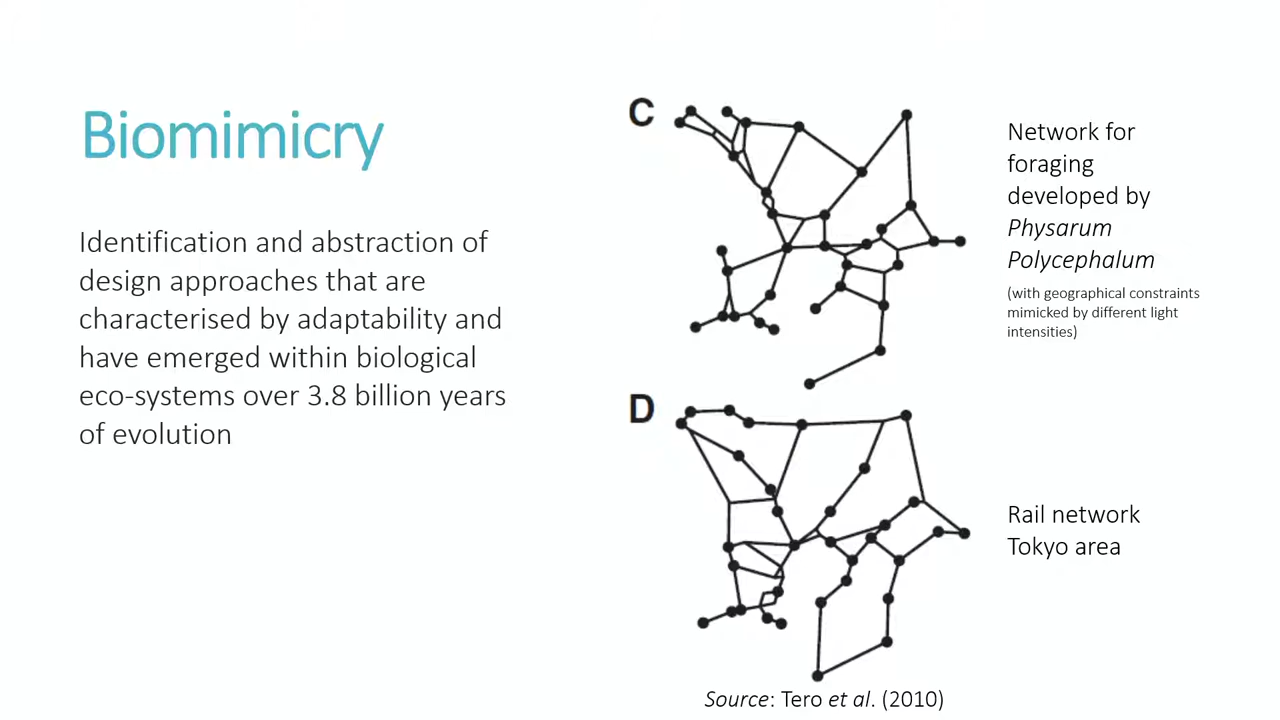 Biomimicry
Identification and abstraction of
design approaches that are
characterised by adaptability and
have emerged within biological
eco-systems over 3.8 billion years
of evolution
C
Network for
foraging
developed by
Physarum
Polycephalum
(with geographical constraints
mimicked by different light
intensities)
D
Rail network
Tokyo area
Source: Tero et al. (2010)